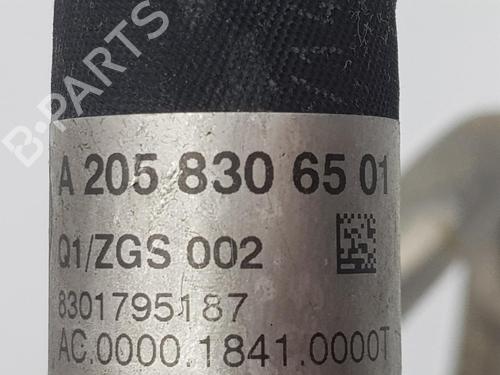 B-PARTS
A 205 830 65 01
Q1/ZGS 002
8301795187
AC.0000.1841.0000T